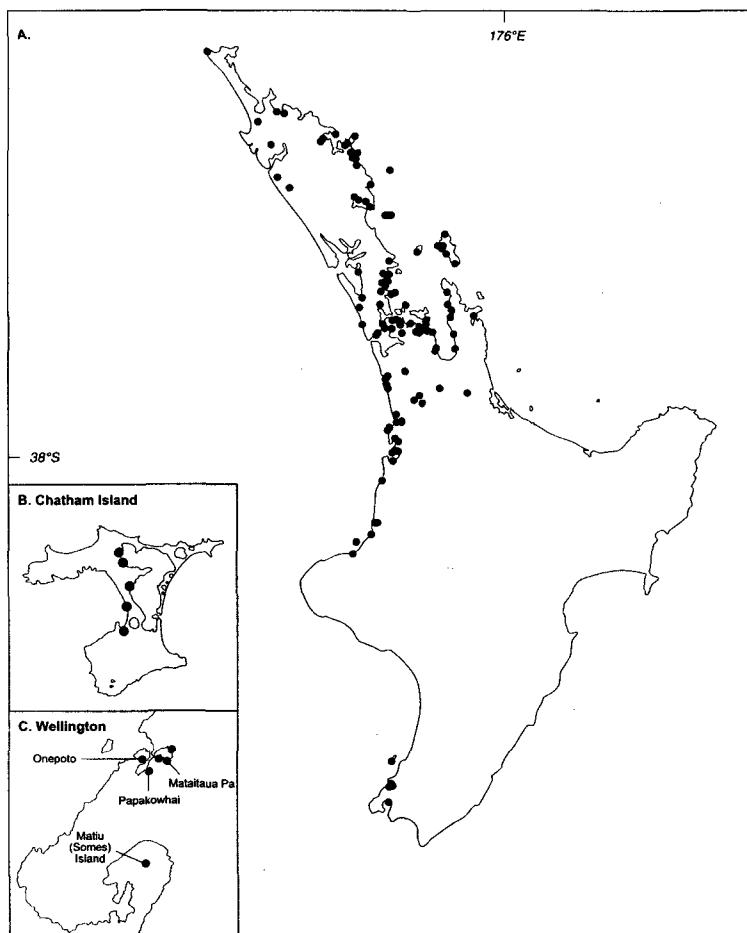 A.
176°E
38°S
B. Chatham Island
C. Wellington
Onepoto
Mataitaua Pa
Papakowhai
Matiu
(Somes)
Island